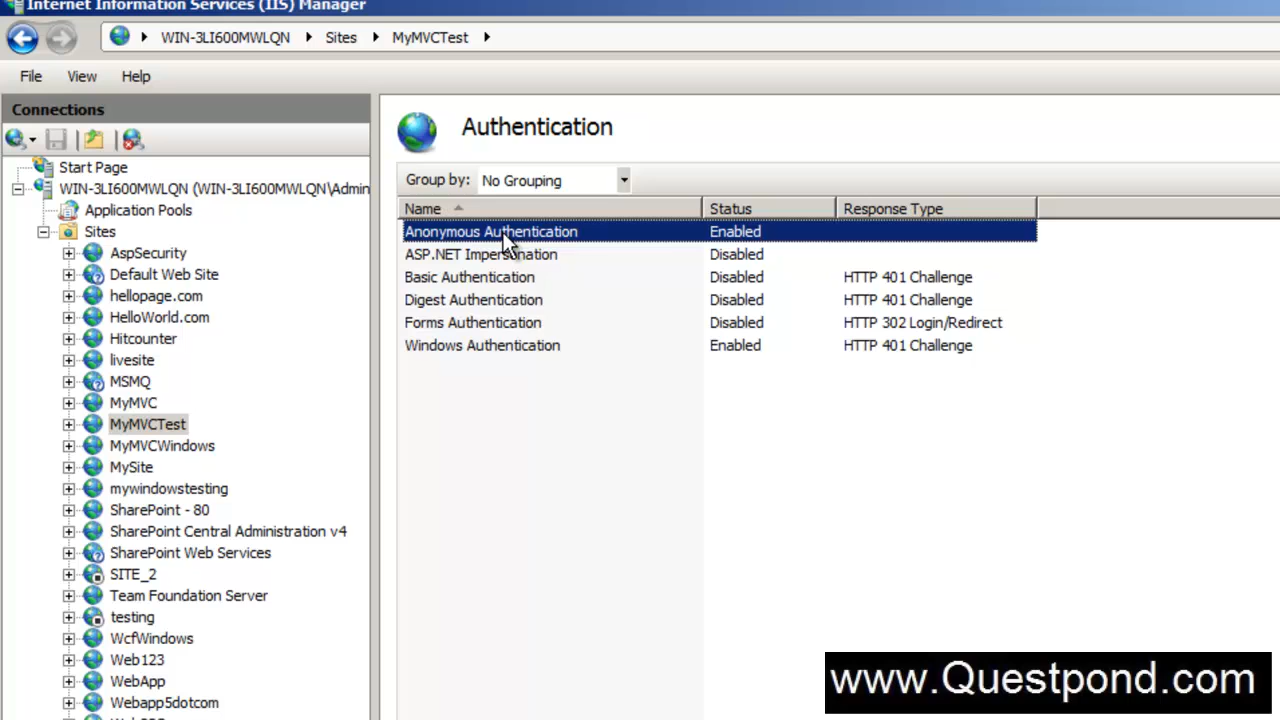 Internet Information Services (IIS) Manager
WIN-3LI600MWLQN Sites MyMVCTest
File View Help
Connections
Start Page
WIN-3LI600MWLQN (WIN-3LI600MWLQN\Admin
Application Pools
Sites
AspSecurity
Default Web Site
hellopage.com
HelloWorld.com
Hitcounter
livesite
MSMQ
MyMVC
MyMVCTest
MyMVCWindows
MySite
mywindowstesting
SharePoint - 80
SharePoint Central Administration v4
SharePoint Web Services
SITE_2
Team Foundation Server
testing
WcfWindows
Web123
WebApp
Webapp5dotcom
Authentication
Group by: No Grouping
Name Status Response Type
Anonymous Authentication Enabled
ASP.NET Impersonation Disabled
Basic Authentication Disabled HTTP 401 Challenge
Digest Authentication Disabled HTTP 401 Challenge
Forms Authentication Disabled HTTP 302 Login/Redirect
Windows Authentication Enabled HTTP 401 Challenge
www.Questpond.com